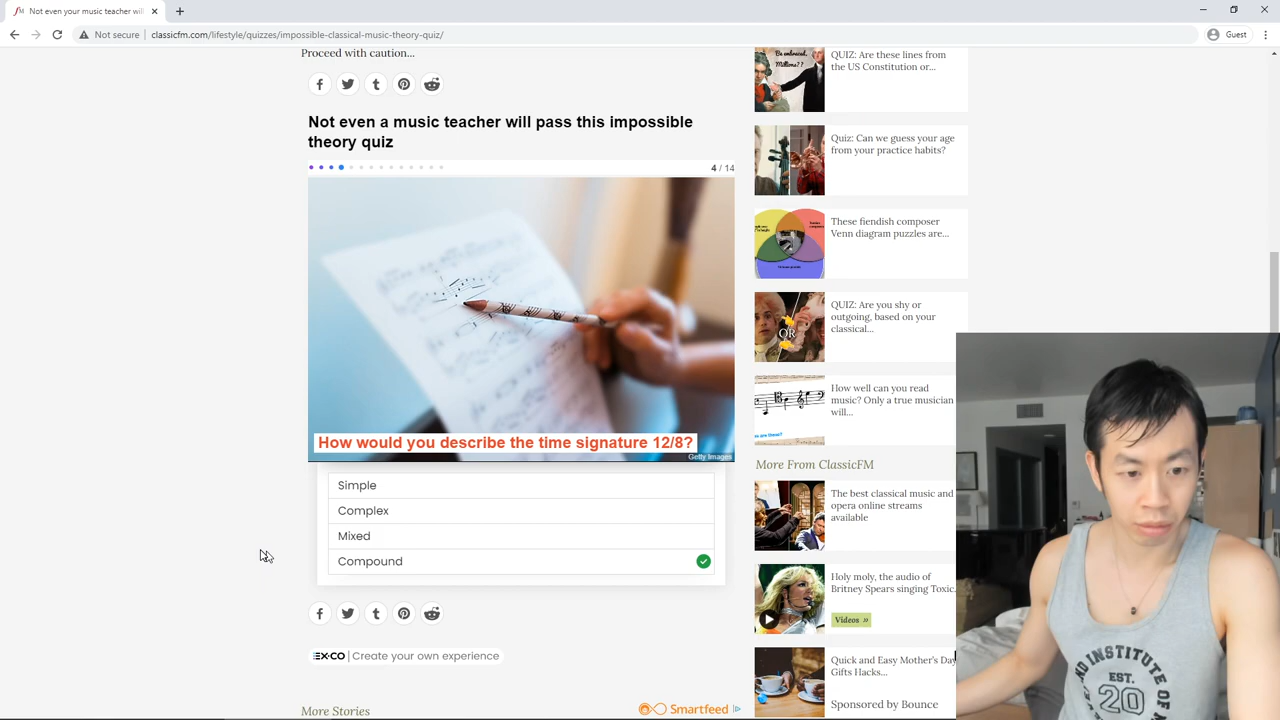 Not even your music teacher wil
Not secure
classicfm.com/lifestyle/quizzes/impossible-classical-music-theory-quiz/
Guest
Proceed with caution...
Not even a music teacher will pass this impossible
theory quiz
4 / 14
How would you describe the time signature 12/8?
Getty Images
Simple
Complex
Mixed
Compound
EX·CO
Create your own experience
More Stories
Smartfeed
QUIZ: Are these lines from
the US Constitution or...
Quiz: Can we guess your age
from your practice habits?
These fiendish composer
Venn diagram puzzles are...
QUIZ: Are you shy or
outgoing, based on your
classical...
OR
How well can you read
music? Only a true musician
will...
More From ClassicFM
The best classical music and
opera online streams
available
Holy moly, the audio of
Britney Spears singing Toxic
Videos »
Quick and Easy Mother's Day
Gifts Hacks...
Sponsored by Bounce
ND INSTITUTE OF
EST.
20